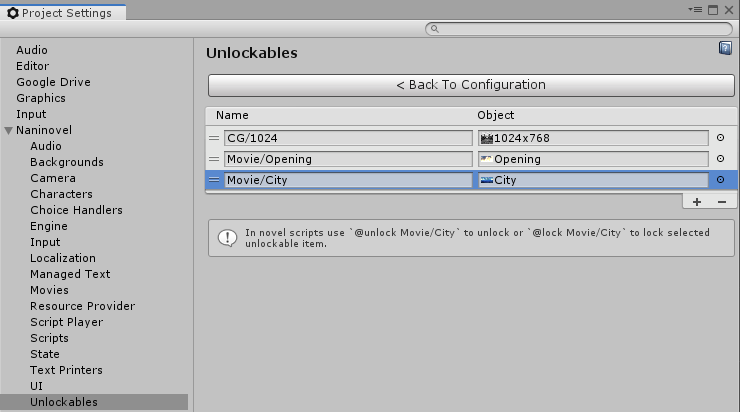 Project Settings
Audio
Editor
Google Drive
Graphics
Input
Naninovel
Audio
Backgrounds
Camera
Characters
Choice Handlers
Engine
Input
Localization
Managed Text
Movies
Resource Provider
Script Player
Scripts
State
Text Printers
UI
Unlockables
Unlockables
< Back To Configuration
Name Object
CG/1024 1024x768
Movie/Opening Opening
Movie/City City
In novel scripts use `@unlock Movie/City` to unlock or `@lock Movie/City` to lock selected
unlockable item.